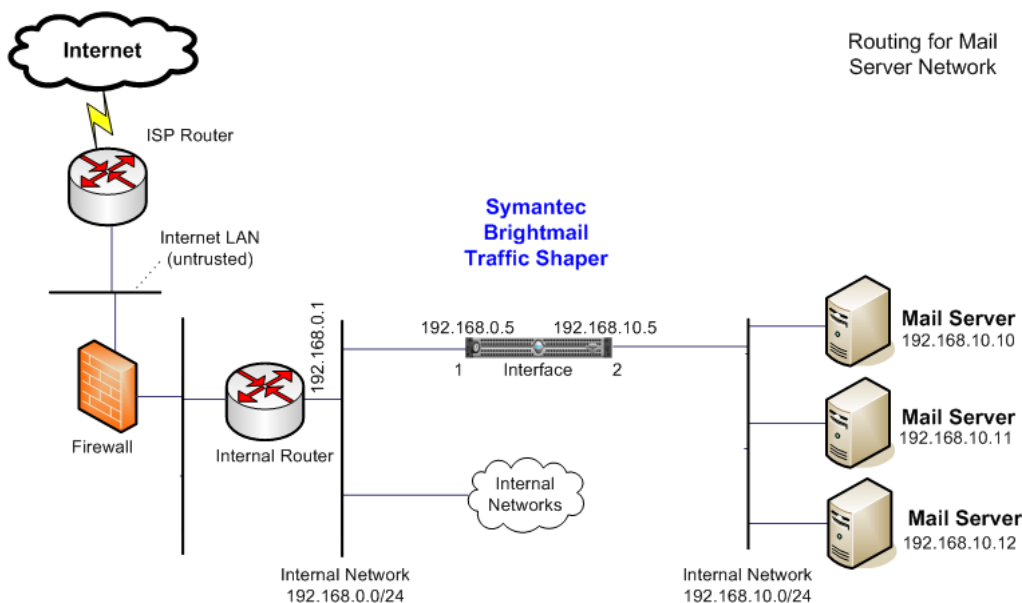 Internet
Routing for Mail
Server Network
ISP Router
Internet LAN
(untrusted)
Symantec
Brightmail
Traffic Shaper
192.168.0.1
192.168.0.5
192.168.10.5
1
Interface
2
Mail Server
192.168.10.10
Mail Server
192.168.10.11
Mail Server
192.168.10.12
Firewall
Internal Router
Internal
Networks
Internal Network
192.168.0.0/24
Internal Network
192.168.10.0/24